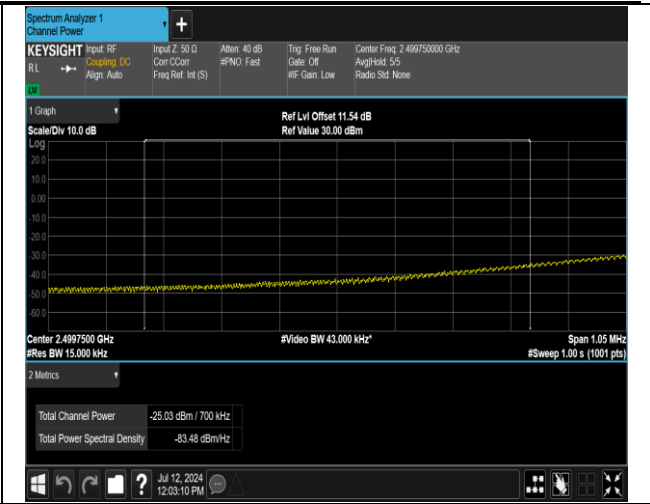 Spectrum Analyzer 1
Channel Power
+
KEYSIGHT Input: RF Input Z: 50 Ω Atten: 40 dB Trig: Free Run Center Freq: 2.499750000 GHz
RL Coupling: DC Corr CCorr #PNO: Fast Gate: Off Avg|Hold: 5/5
Align: Auto Freq Ref: Int (S) #IF Gain: Low Radio Std: None
LXI
1 Graph
Ref Lvl Offset 11.54 dB
Scale/Div 10.0 dB Ref Value 30.00 dBm
Log
20.0
10.0
0.00
-10.0
-20.0
-30.0
-40.0
-50.0
-60.0
Center 2.4997500 GHz #Video BW 43.000 kHz* Span 1.05 MHz
#Res BW 15.000 kHz #Sweep 1.00 s (1001 pts)
2 Metrics
Total Channel Power -25.03 dBm / 700 kHz
Total Power Spectral Density -83.48 dBm/Hz
? Jul 12, 2024
12:03:10 PM